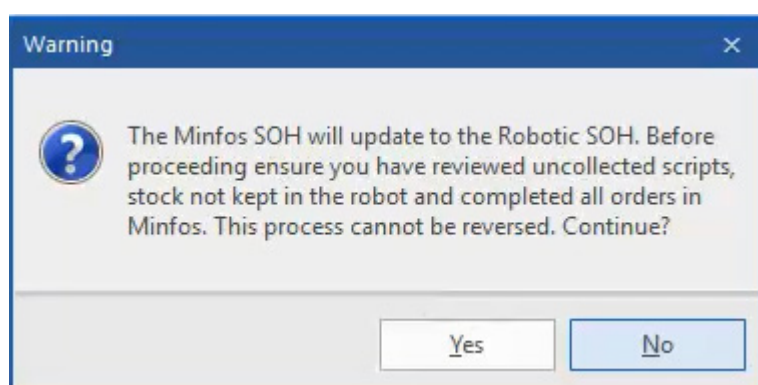 Warning
The Minfos SOH will update to the Robotic SOH. Before
proceeding ensure you have reviewed uncollected scripts,
stock not kept in the robot and completed all orders in
Minfos. This process cannot be reversed. Continue?
Yes
No